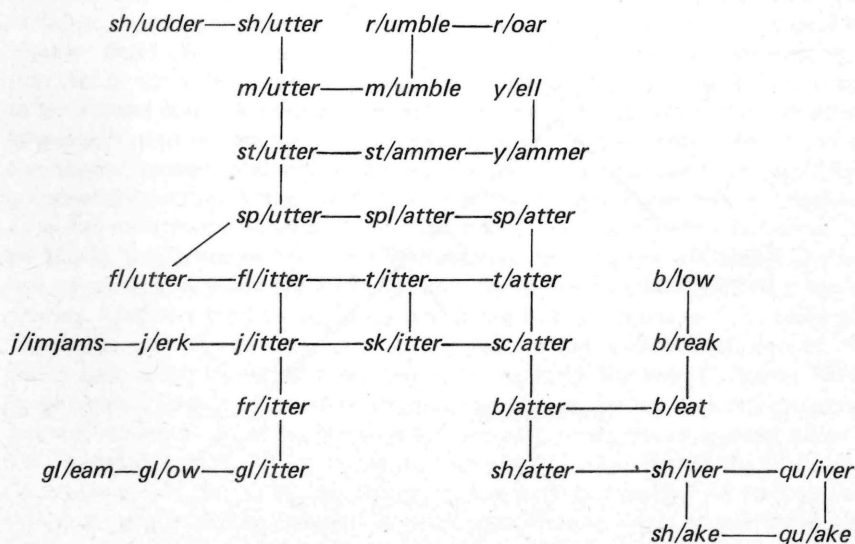 sh/udder sh/utter r/umble r/oar
m/utter m/umble y/ell
st/utter st/ammer y/ammer
sp/utter spl/atter sp/atter
fl/utter fl/itter t/itter t/atter b/low
j/imjams j/erk j/itter sk/itter sc/atter b/reak
fr/itter b/atter b/eat
gl/eam gl/ow gl/itter sh/atter sh/iver qu/iver
sh/ake qu/ake